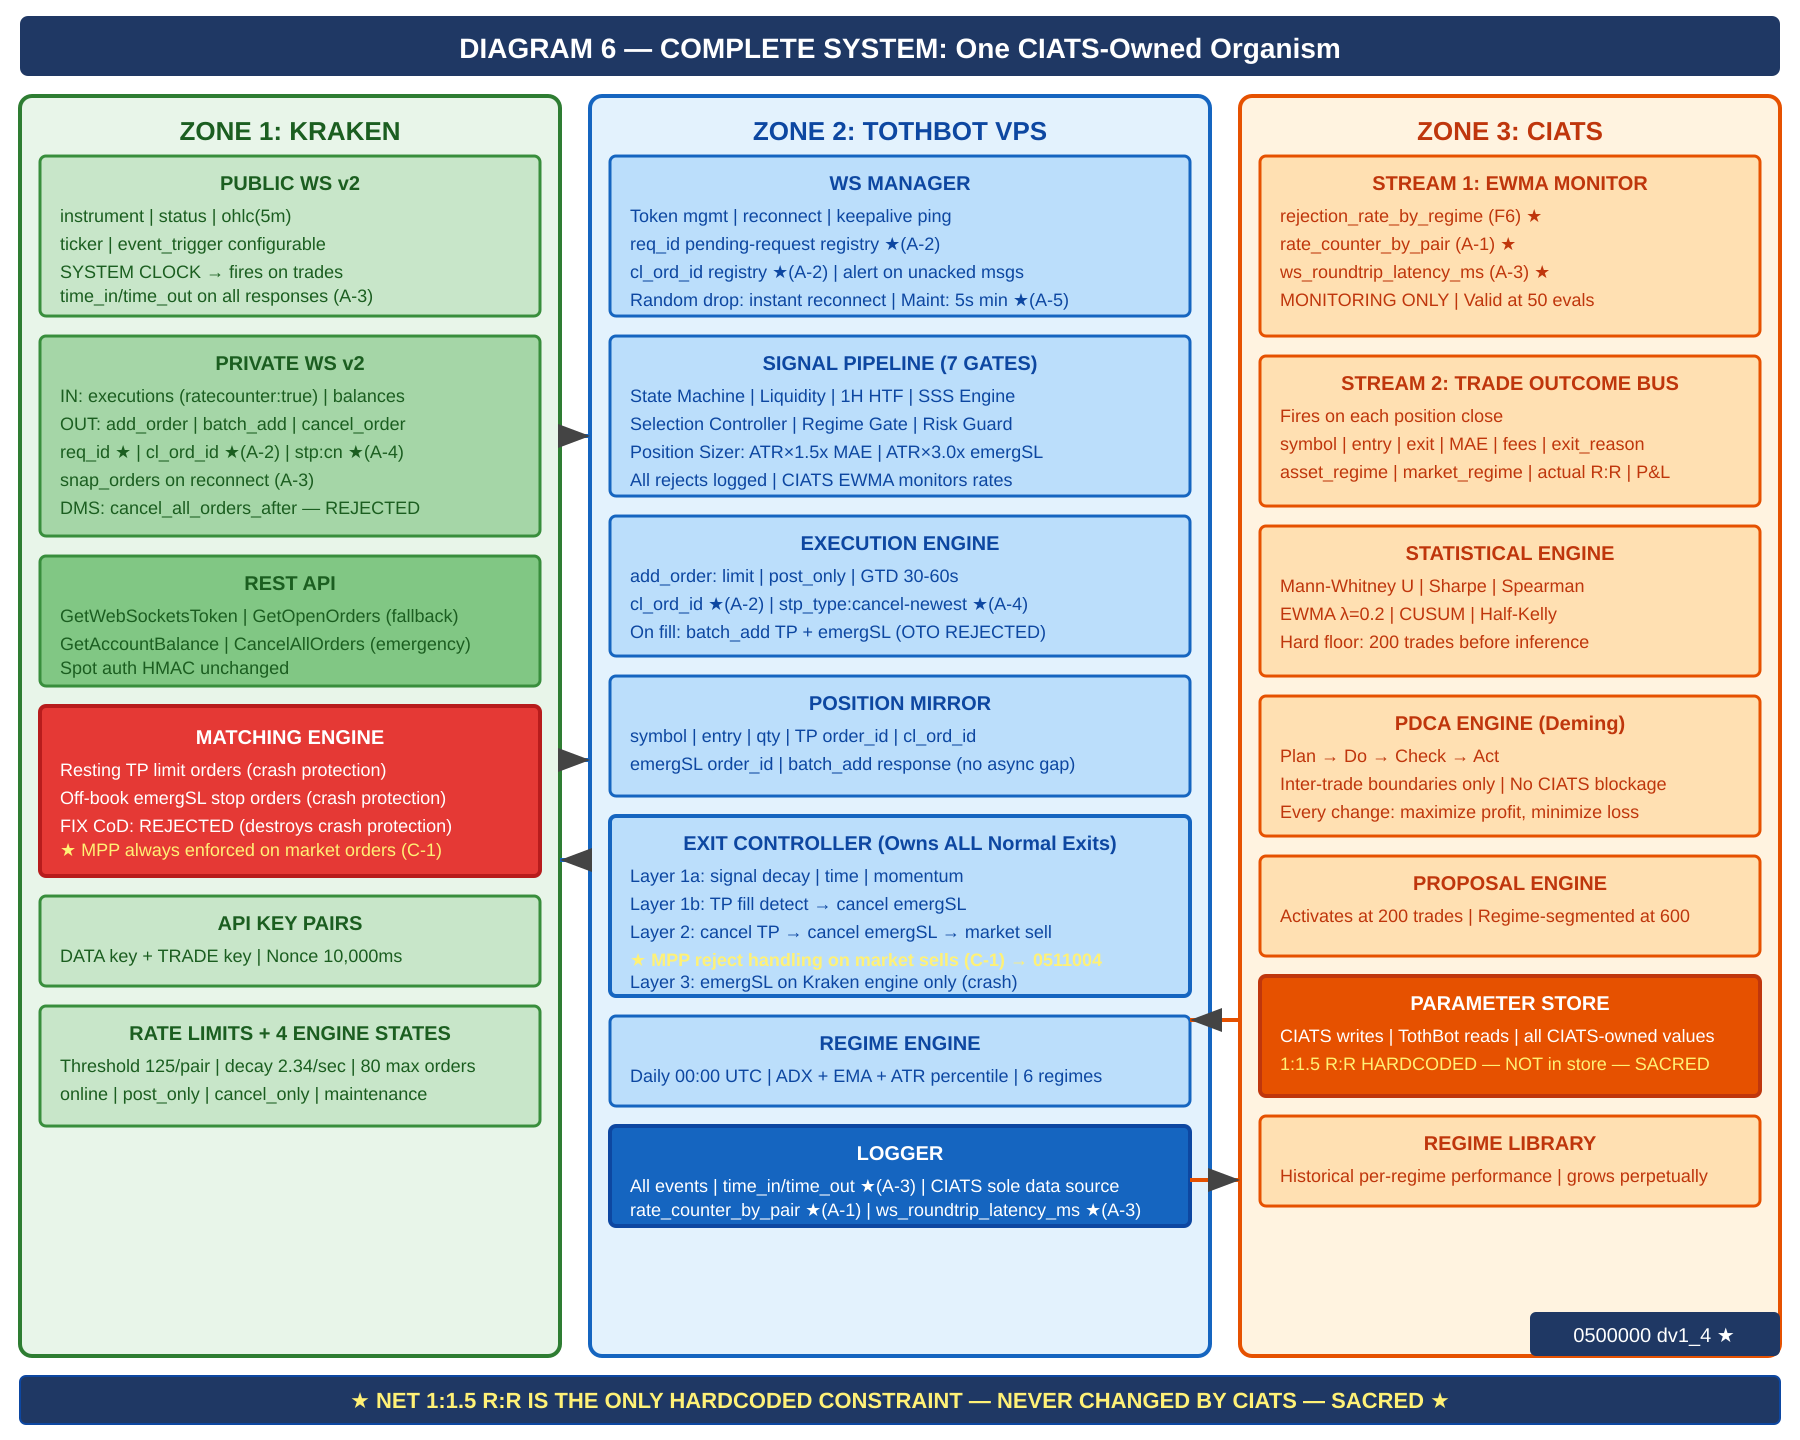 DIAGRAM 6 — COMPLETE SYSTEM: One CIATS-Owned Organism
ZONE 1: KRAKEN
PUBLIC WS v2
instrument | status | ohlc(5m)
ticker | event_trigger configurable
SYSTEM CLOCK → fires on trades
time_in/time_out on all responses (A-3)
PRIVATE WS v2
IN: executions (ratecounter:true) | balances
OUT: add_order | batch_add | cancel_order
req_id ★ | cl_ord_id ★(A-2) | stp:cn ★(A-4)
snap_orders on reconnect (A-3)
DMS: cancel_all_orders_after — REJECTED
REST API
GetWebSocketsToken | GetOpenOrders (fallback)
GetAccountBalance | CancelAllOrders (emergency)
Spot auth HMAC unchanged
MATCHING ENGINE
Resting TP limit orders (crash protection)
Off-book emergSL stop orders (crash protection)
FIX CoD: REJECTED (destroys crash protection)
★ MPP always enforced on market orders (C-1)
API KEY PAIRS
DATA key + TRADE key | Nonce 10,000ms
RATE LIMITS + 4 ENGINE STATES
Threshold 125/pair | decay 2.34/sec | 80 max orders
online | post_only | cancel_only | maintenance
ZONE 2: TOTHBOT VPS
WS MANAGER
Token mgmt | reconnect | keepalive ping
req_id pending-request registry ★(A-2)
cl_ord_id registry ★(A-2) | alert on unacked msgs
Random drop: instant reconnect | Maint: 5s min ★(A-5)
SIGNAL PIPELINE (7 GATES)
State Machine | Liquidity | 1H HTF | SSS Engine
Selection Controller | Regime Gate | Risk Guard
Position Sizer: ATR×1.5x MAE | ATR×3.0x emergSL
All rejects logged | CIATS EWMA monitors rates
EXECUTION ENGINE
add_order: limit | post_only | GTD 30-60s
cl_ord_id ★(A-2) | stp_type:cancel-newest ★(A-4)
On fill: batch_add TP + emergSL (OTO REJECTED)
POSITION MIRROR
symbol | entry | qty | TP order_id | cl_ord_id
emergSL order_id | batch_add response (no async gap)
EXIT CONTROLLER (Owns ALL Normal Exits)
Layer 1a: signal decay | time | momentum
Layer 1b: TP fill detect → cancel emergSL
Layer 2: cancel TP → cancel emergSL → market sell
★ MPP reject handling on market sells (C-1) → 0511004
Layer 3: emergSL on Kraken engine only (crash)
REGIME ENGINE
Daily 00:00 UTC | ADX + EMA + ATR percentile | 6 regimes
LOGGER
All events | time_in/time_out ★(A-3) | CIATS sole data source
rate_counter_by_pair ★(A-1) | ws_roundtrip_latency_ms ★(A-3)
ZONE 3: CIATS
STREAM 1: EWMA MONITOR
rejection_rate_by_regime (F6) ★
rate_counter_by_pair (A-1) ★
ws_roundtrip_latency_ms (A-3) ★
MONITORING ONLY | Valid at 50 evals
STREAM 2: TRADE OUTCOME BUS
Fires on each position close
symbol | entry | exit | MAE | fees | exit_reason
asset_regime | market_regime | actual R:R | P&L
STATISTICAL ENGINE
Mann-Whitney U | Sharpe | Spearman
EWMA λ=0.2 | CUSUM | Half-Kelly
Hard floor: 200 trades before inference
PDCA ENGINE (Deming)
Plan → Do → Check → Act
Inter-trade boundaries only | No CIATS blockage
Every change: maximize profit, minimize loss
PROPOSAL ENGINE
Activates at 200 trades | Regime-segmented at 600
PARAMETER STORE
CIATS writes | TothBot reads | all CIATS-owned values
1:1.5 R:R HARDCODED — NOT in store — SACRED
REGIME LIBRARY
Historical per-regime performance | grows perpetually
0500000 dv1_4 ★
★ NET 1:1.5 R:R IS THE ONLY HARDCODED CONSTRAINT — NEVER CHANGED BY CIATS — SACRED ★